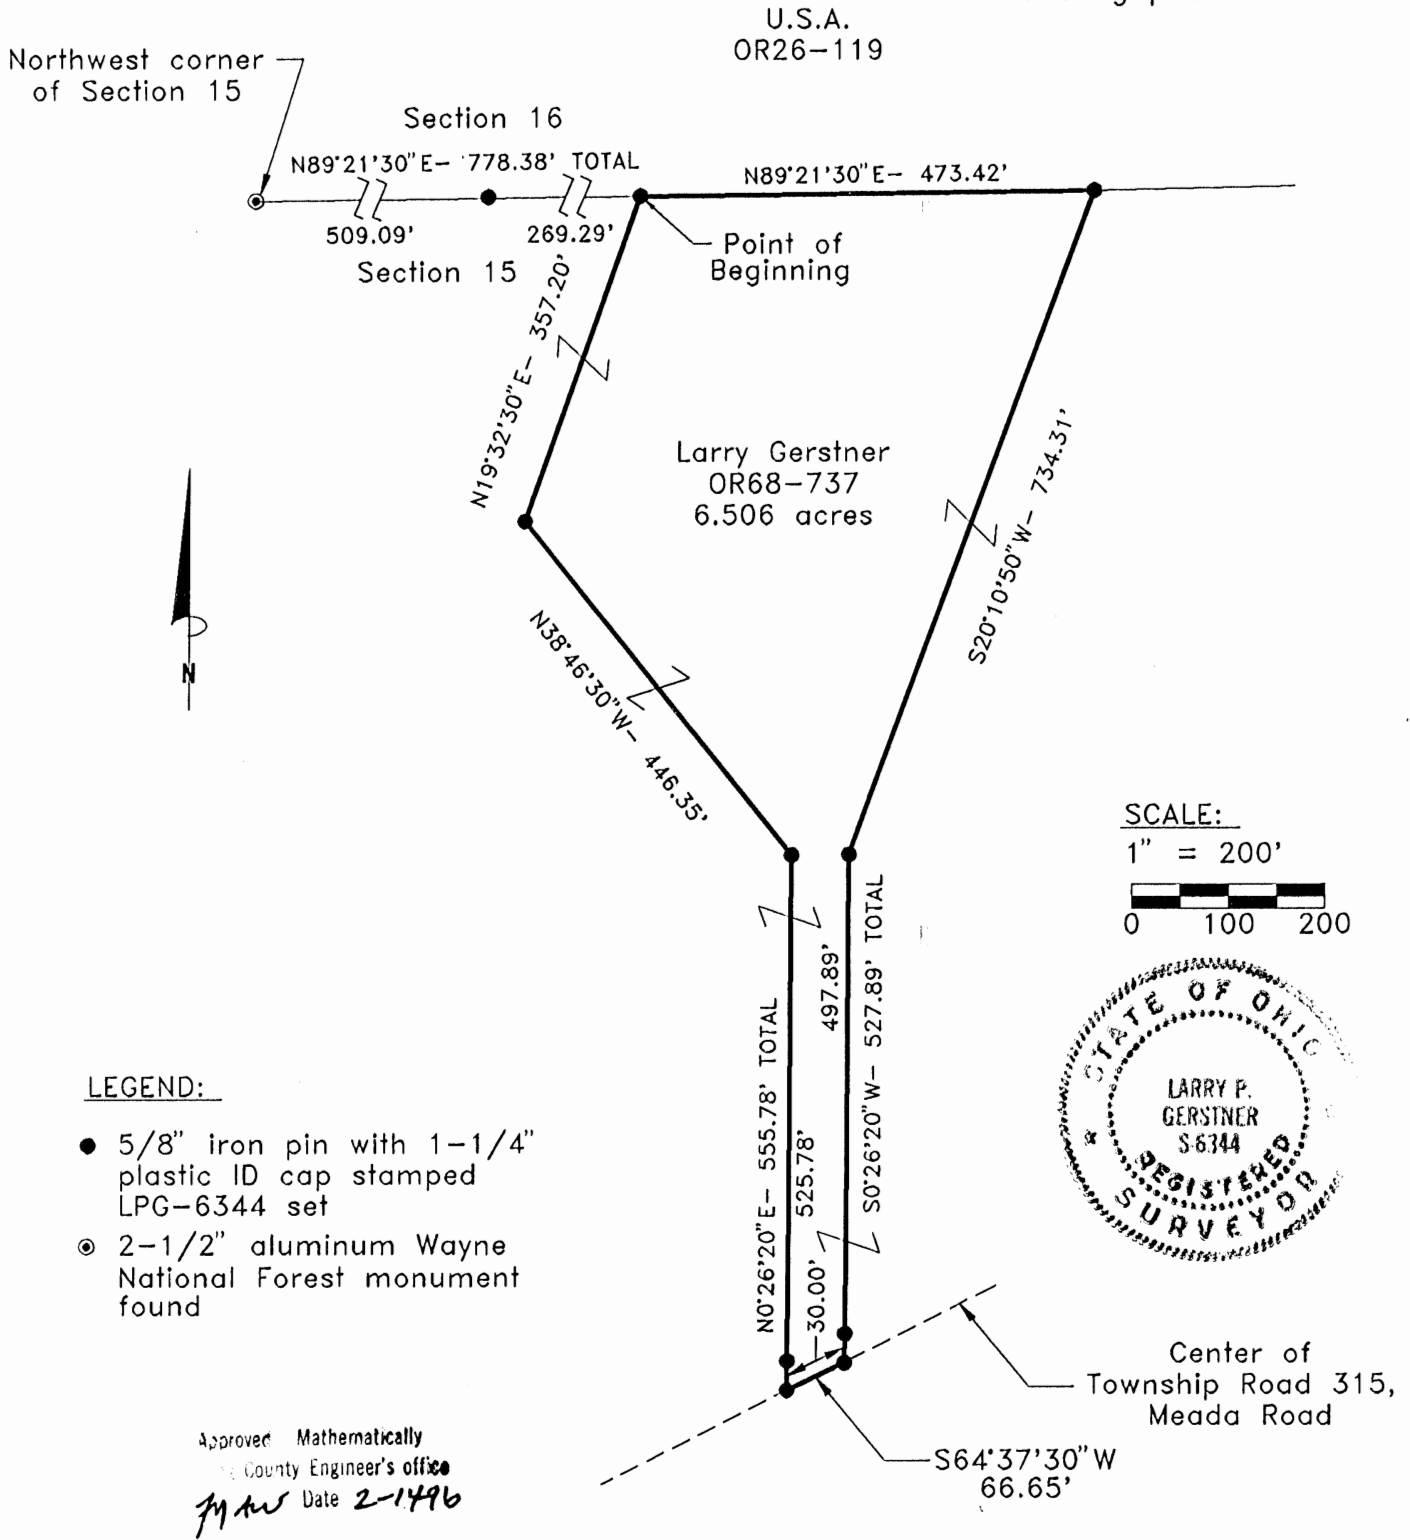 U.S.A.
OR26-119
Northwest corner
of Section 15
Section 16
N89°21'30"E- 778.38' TOTAL
N89°21'30"E- 473.42'
509.09'
269.29'
Section 15
Point of
Beginning
N19°32'30"E- 357.20'
Larry Gerstner
OR68-737
6.506 acres
S20°10'50"W- 734.31'
N
N38°46'30"W- 446.35'
SCALE:
1" = 200'
0 100 200
N0°26'20"E- 555.78' TOTAL
525.78'
497.89'
S0°26'20"W- 527.89' TOTAL
30.00'
STATE OF OHIO
LARRY P.
GERSTNER
S-6344
REGISTERED
SURVEYOR
LEGEND:
5/8" iron pin with 1-1/4"
plastic ID cap stamped
LPG-6344 set
2-1/2" aluminum Wayne
National Forest monument
found
Center of
Township Road 315,
Meada Road
S64°37'30"W
66.65'
Approved Mathematically
County Engineer's office
Date 2-1496